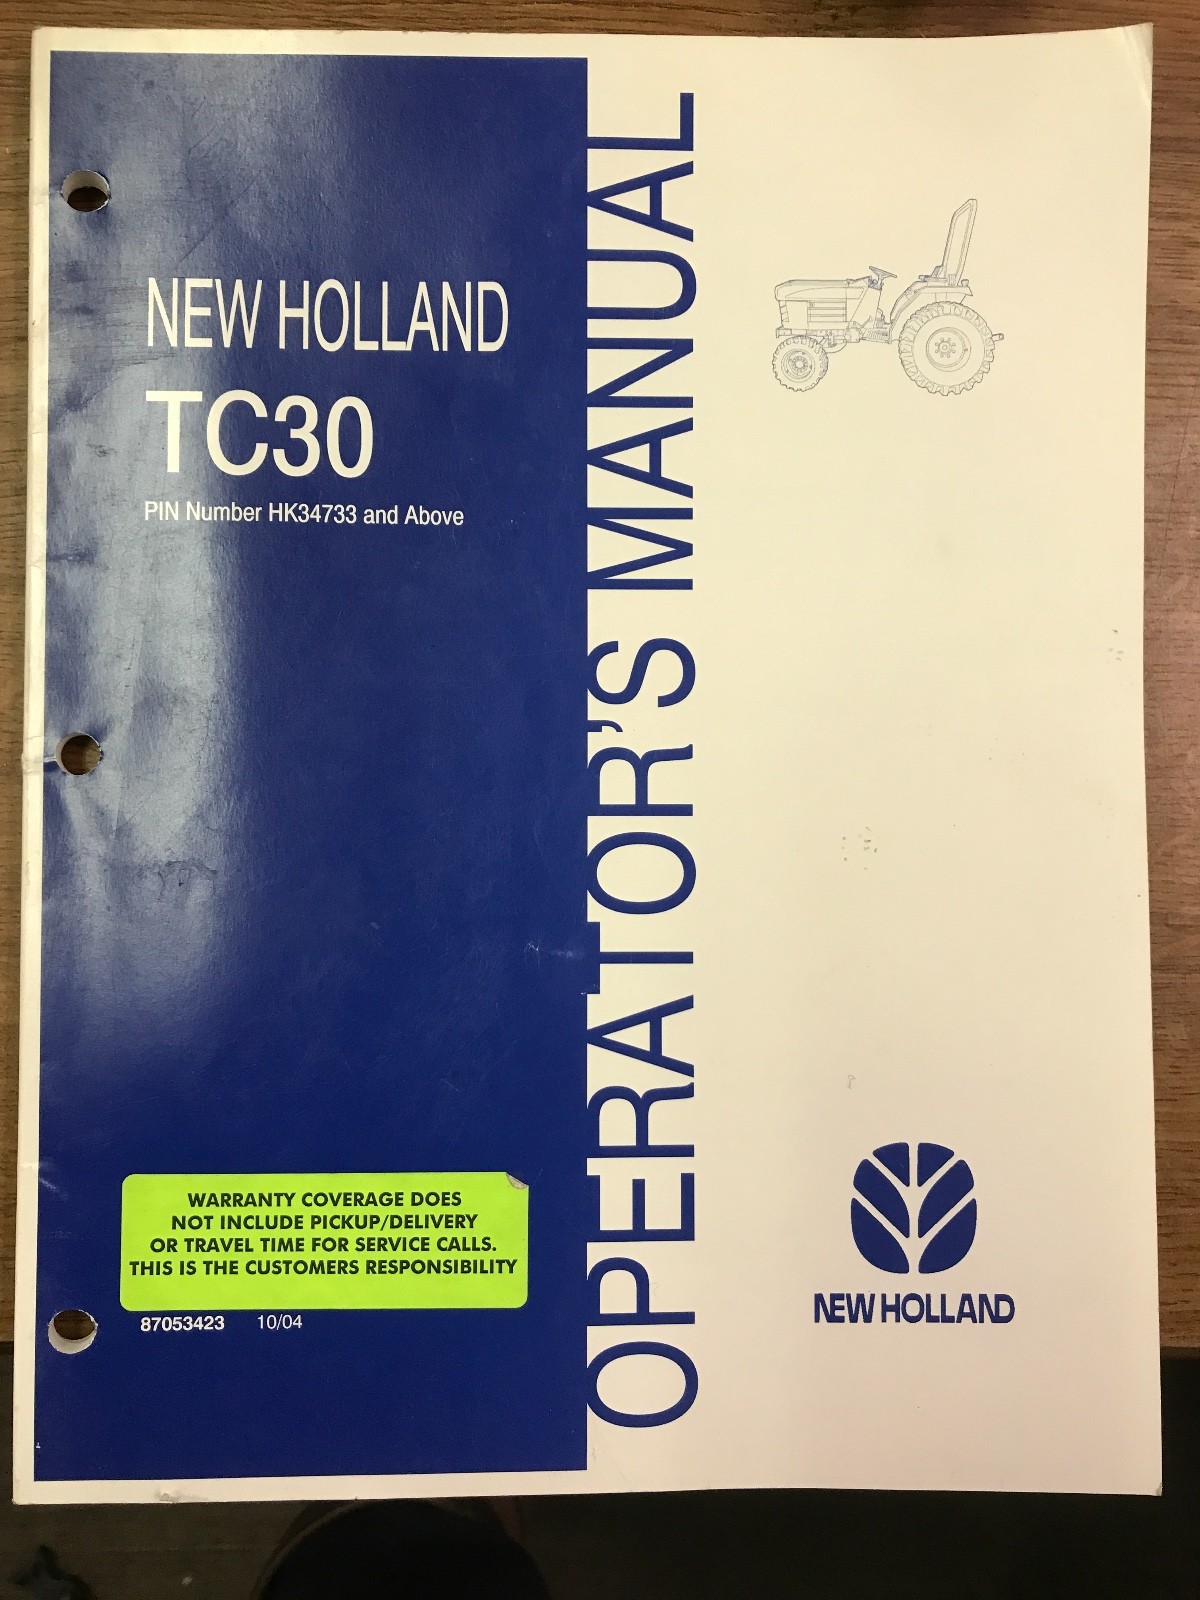 NEW HOLLAND
TC30
PIN Number HK34733 and Above
OPERATOR'S MANUAL
WARRANTY COVERAGE DOES
NOT INCLUDE PICKUP/DELIVERY
OR TRAVEL TIME FOR SERVICE CALLS.
THIS IS THE CUSTOMERS RESPONSIBILITY
87053423 10/04
NEW HOLLAND